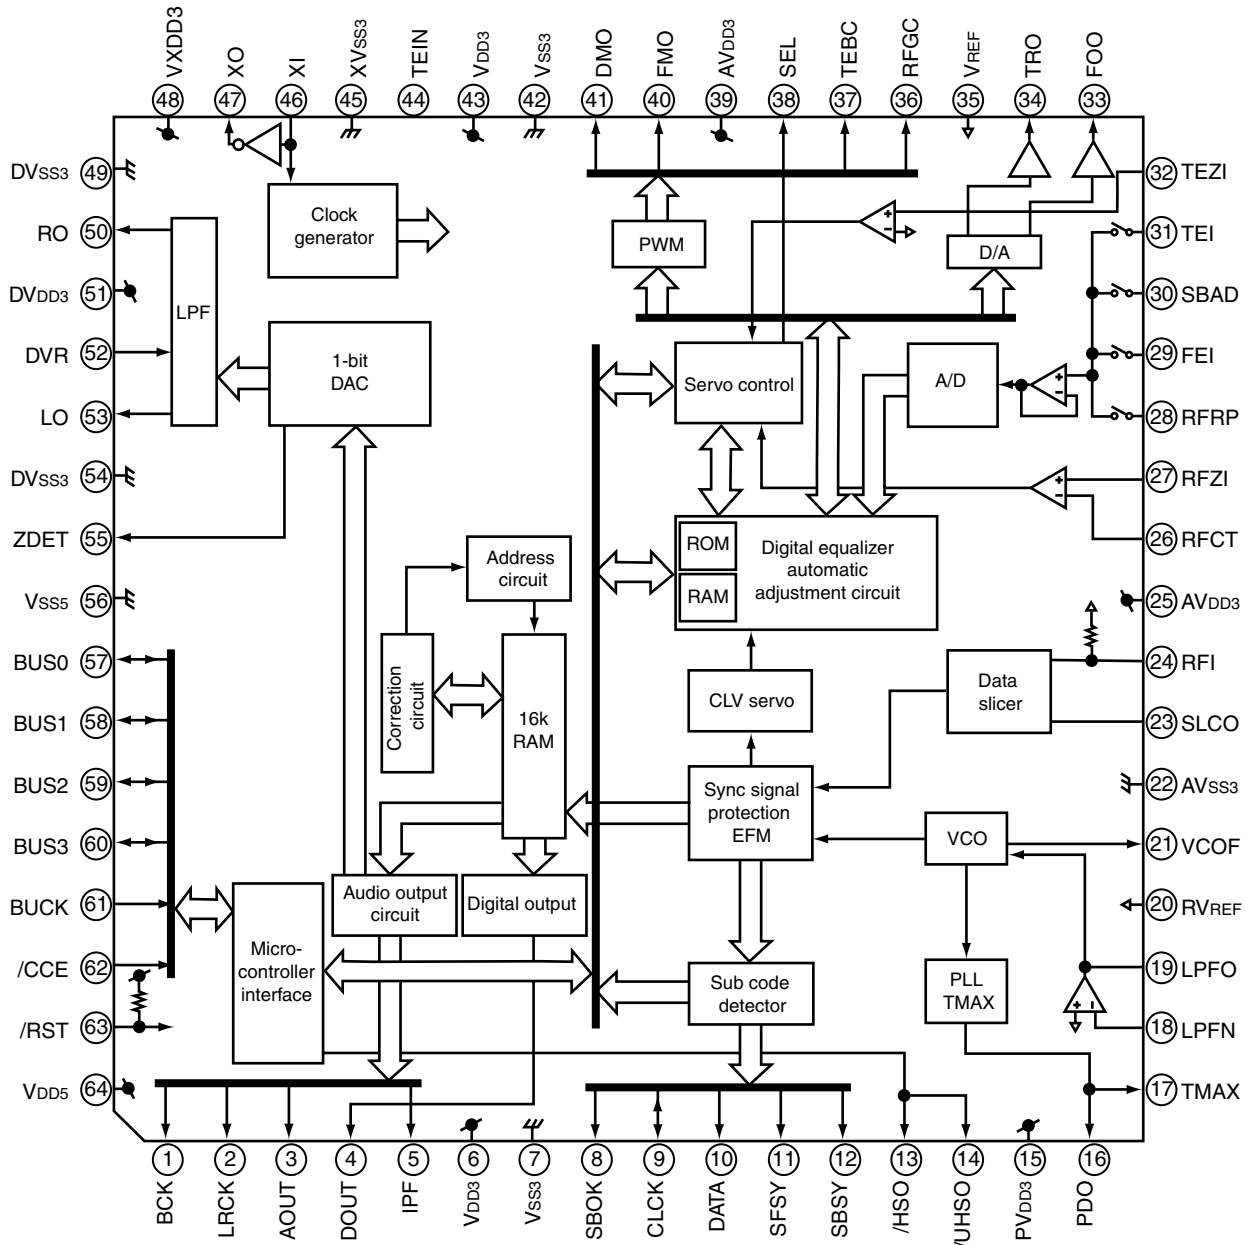 VXDD3
XO
XI
XVSS3
TEIN
VDD3
VSS3
DMO
FMO
AVDD3
SEL
TEBC
RFGC
VREF
TRO
FOO
48
47
46
45
44
43
42
41
40
39
38
37
36
35
34
33
DVSS3 49
RO 50
DVDD3 51
DVR 52
LO 53
DVSS3 54
ZDET 55
VSS5 56
BUS0 57
BUS1 58
BUS2 59
BUS3 60
BUCK 61
/CCE 62
/RST 63
VDD5 64
Clock
generator
LPF
1-bit
DAC
PWM
D/A
+
-
Servo control
A/D
+
-
+
-
ROM
RAM
Digital equalizer
automatic
adjustment circuit
Address
circuit
Correction
circuit
16k
RAM
CLV servo
Data
slicer
Sync signal
protection
EFM
VCO
Audio output
circuit
Digital output
Micro-
controller
interface
Sub code
detector
PLL
TMAX
+
-
32 TEZI
31 TEI
30 SBAD
29 FEI
28 RFRP
27 RFZI
26 RFCT
25 AVDD3
24 RFI
23 SLCO
22 AVSS3
21 VCOF
20 RVREF
19 LPFO
18 LPFN
17 TMAX
1
2
3
4
5
6
7
8
9
10
11
12
13
14
15
16
BCK
LRCK
AOUT
DOUT
IPF
VDD3
VSS3
SBOK
CLCK
DATA
SFSY
SBSY
/HSO
/UHSO
PVDD3
PDO